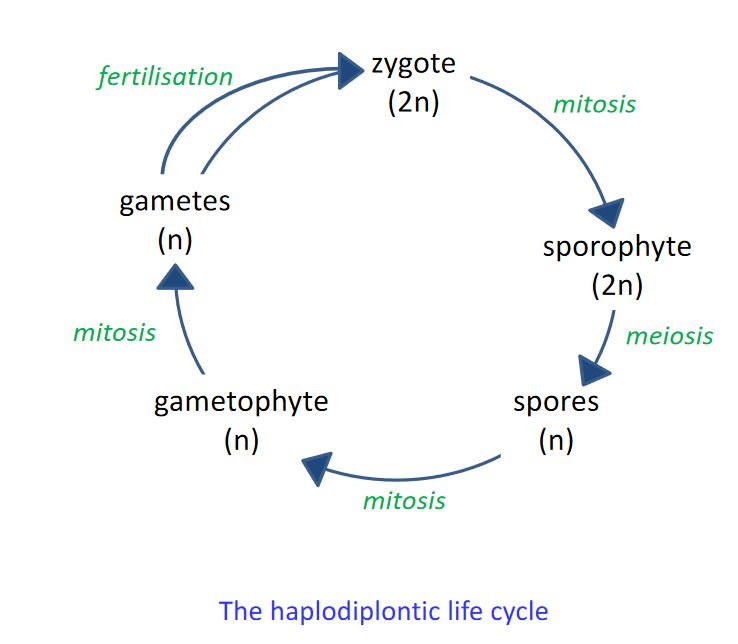 zygote
(2n)
fertilisation
mitosis
gametes
(n)
sporophyte
(2n)
mitosis
meiosis
gametophyte
(n)
spores
(n)
mitosis
The haplodiplontic life cycle